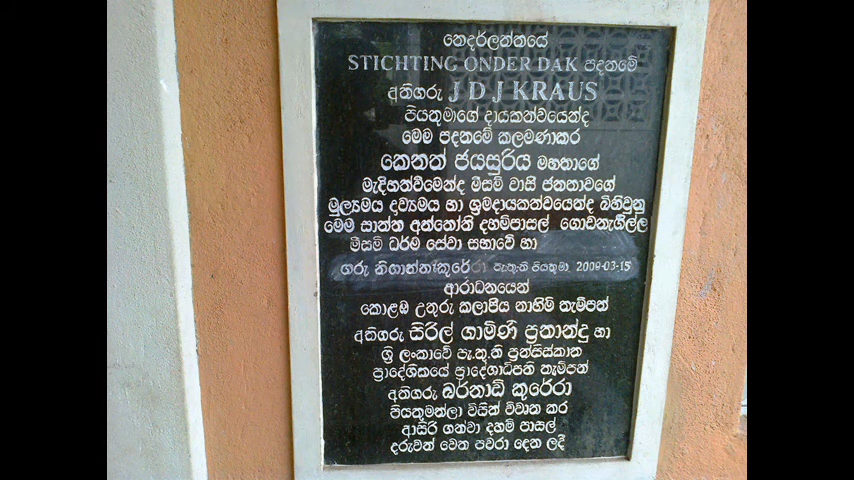 නෙදර්ලන්තයේ
STICHTING ONDER DAK පදනමේ
අතිගරු J D J KRAUS
පියතුමාගේ දායකත්වයෙන්ද
මෙම පදනමේ කලමණාකර
කෙනත් ජයසූරිය මහතාගේ
මැදිහත්වීමෙන්ද මීසම් වාසී ජනතාවගේ
මූල්‍යමය ද්‍රව්‍යමය හා ශ්‍රමදායකත්වයෙන්ද බිහිවුනු
මෙම සාන්ත අන්තෝනි දහම්පාසල් ගොඩනැගිල්ල
මීසම් ධර්ම සේවා සභාවේ හා
ගරු නිශාන්ත කුරේරා පැ.තු.නි පියතුමා 2009-03-15
ආරාධනයෙන්
කොළඹ උතුරු කලාපීය නාහිමි තැම්පත්
අතිගරු සිරිල් ගාමිණී ප්‍රනාන්දු හා
ශ්‍රි ලංකාවේ පැ.තු.නි ප්‍රන්සිස්කාන
ප්‍රාදේශිකයේ ප්‍රාදේශාධිපති තැම්පත්
අතිගරු බර්නාඩ් කුරේරා
පියතුමන්ලා විසින් විවෘත කර
ආසිරි ගන්වා දහම් පාසල්
දරුවන් වෙත පවරා දෙන ලදී